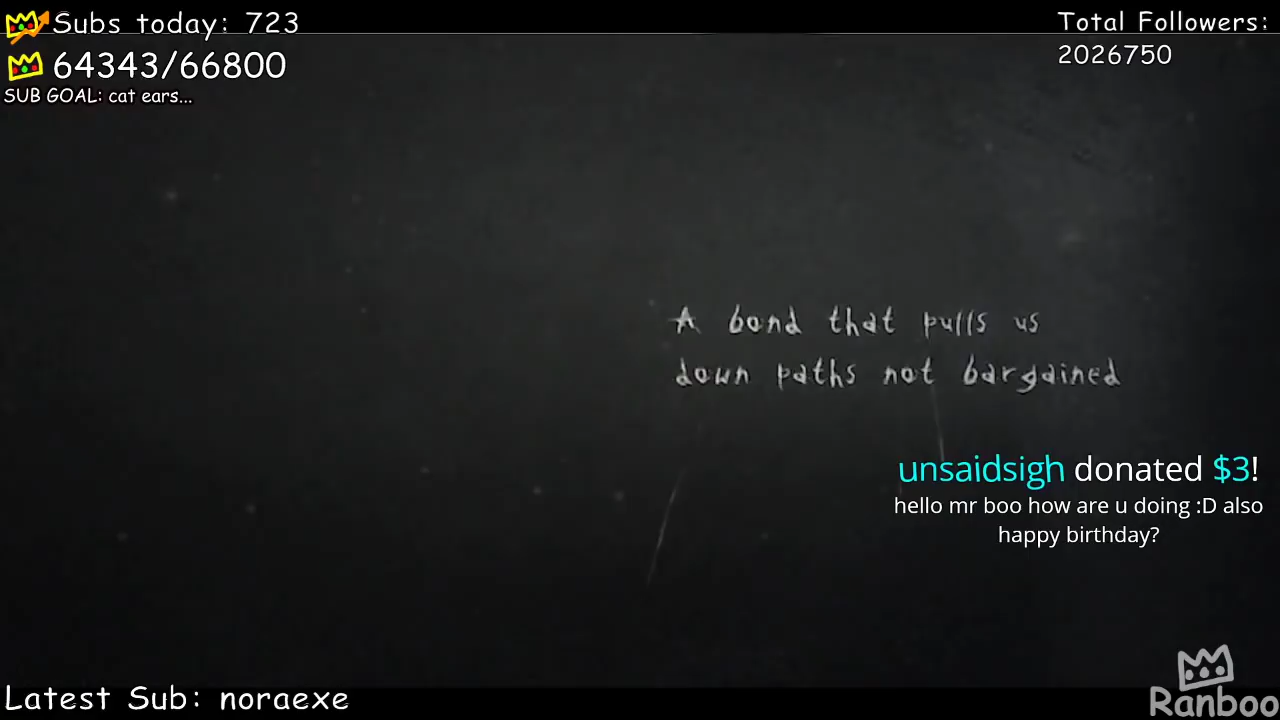 Subs today: 723
64343/66800
SUB GOAL: cat ears...
Total Followers:
2026750
A bond that pulls us
down paths not bargained
unsaidsigh donated $3!
hello mr boo how are u doing :D also
happy birthday?
Latest Sub: noraexe
Ranboo